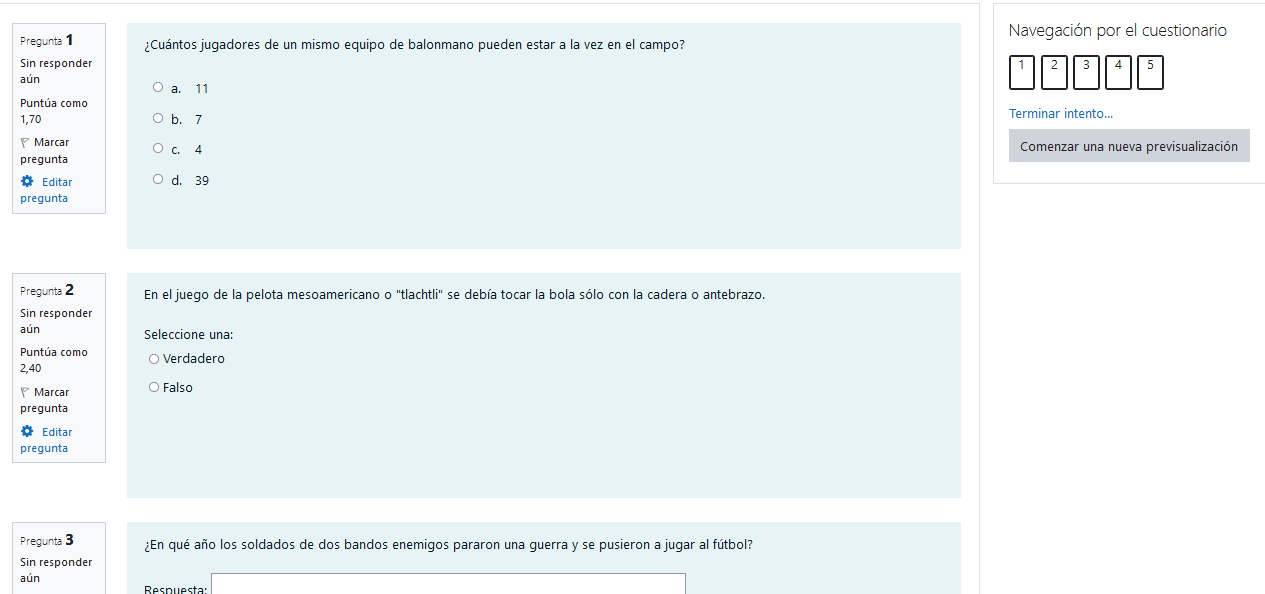 Pregunta 1
Sin responder
aún
Puntúa como
1,70
Marcar
pregunta
Editar
pregunta
¿Cuántos jugadores de un mismo equipo de balonmano pueden estar a la vez en el campo?
a. 11
b. 7
c. 4
d. 39
Pregunta 2
Sin responder
aún
Puntúa como
2,40
Marcar
pregunta
Editar
pregunta
En el juego de la pelota mesoamericano o "tlachtli" se debía tocar la bola sólo con la cadera o antebrazo.
Seleccione una:
Verdadero
Falso
Pregunta 3
Sin responder
aún
¿En qué año los soldados de dos bandos enemigos pararon una guerra y se pusieron a jugar al fútbol?
Respuesta:
Navegación por el cuestionario
1 2 3 4 5
Terminar intento...
Comenzar una nueva previsualización